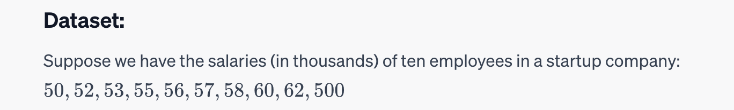 Dataset:
Suppose we have the salaries (in thousands) of ten employees in a startup company:
50, 52, 53, 55, 56, 57, 58, 60, 62, 500